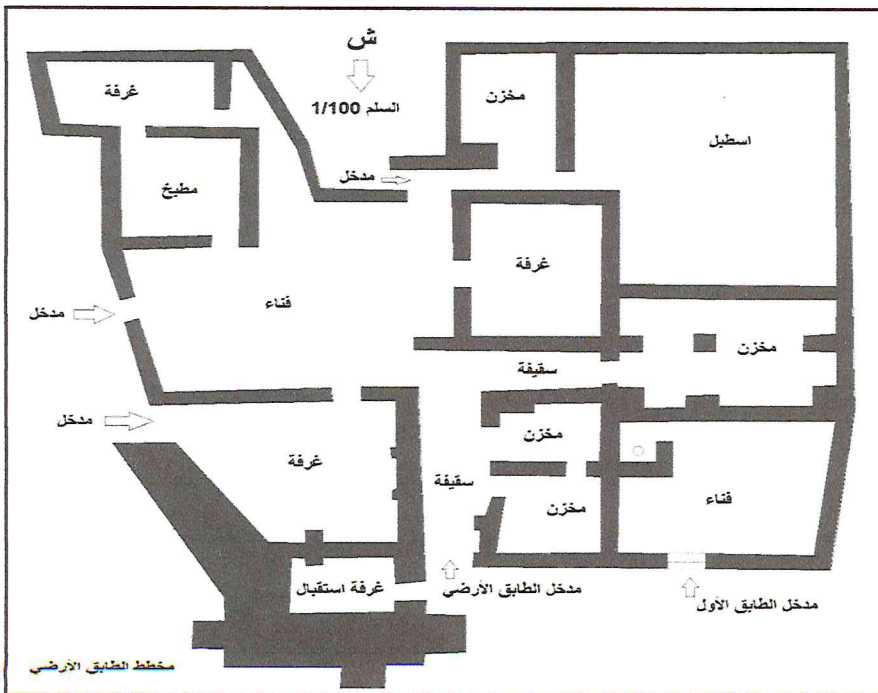 ش
السلم 1/100
غرفة
مخزن
اسطبل
مدخل
مطبخ
غرفة
فناء
مدخل
مخزن
سقيفة
مدخل
غرفة
مخزن
سقيفة
فناء
مخزن
غرفة استقبال
مدخل الطابق الأرضي
مدخل الطابق الأول
مخطط الطابق الأرضي